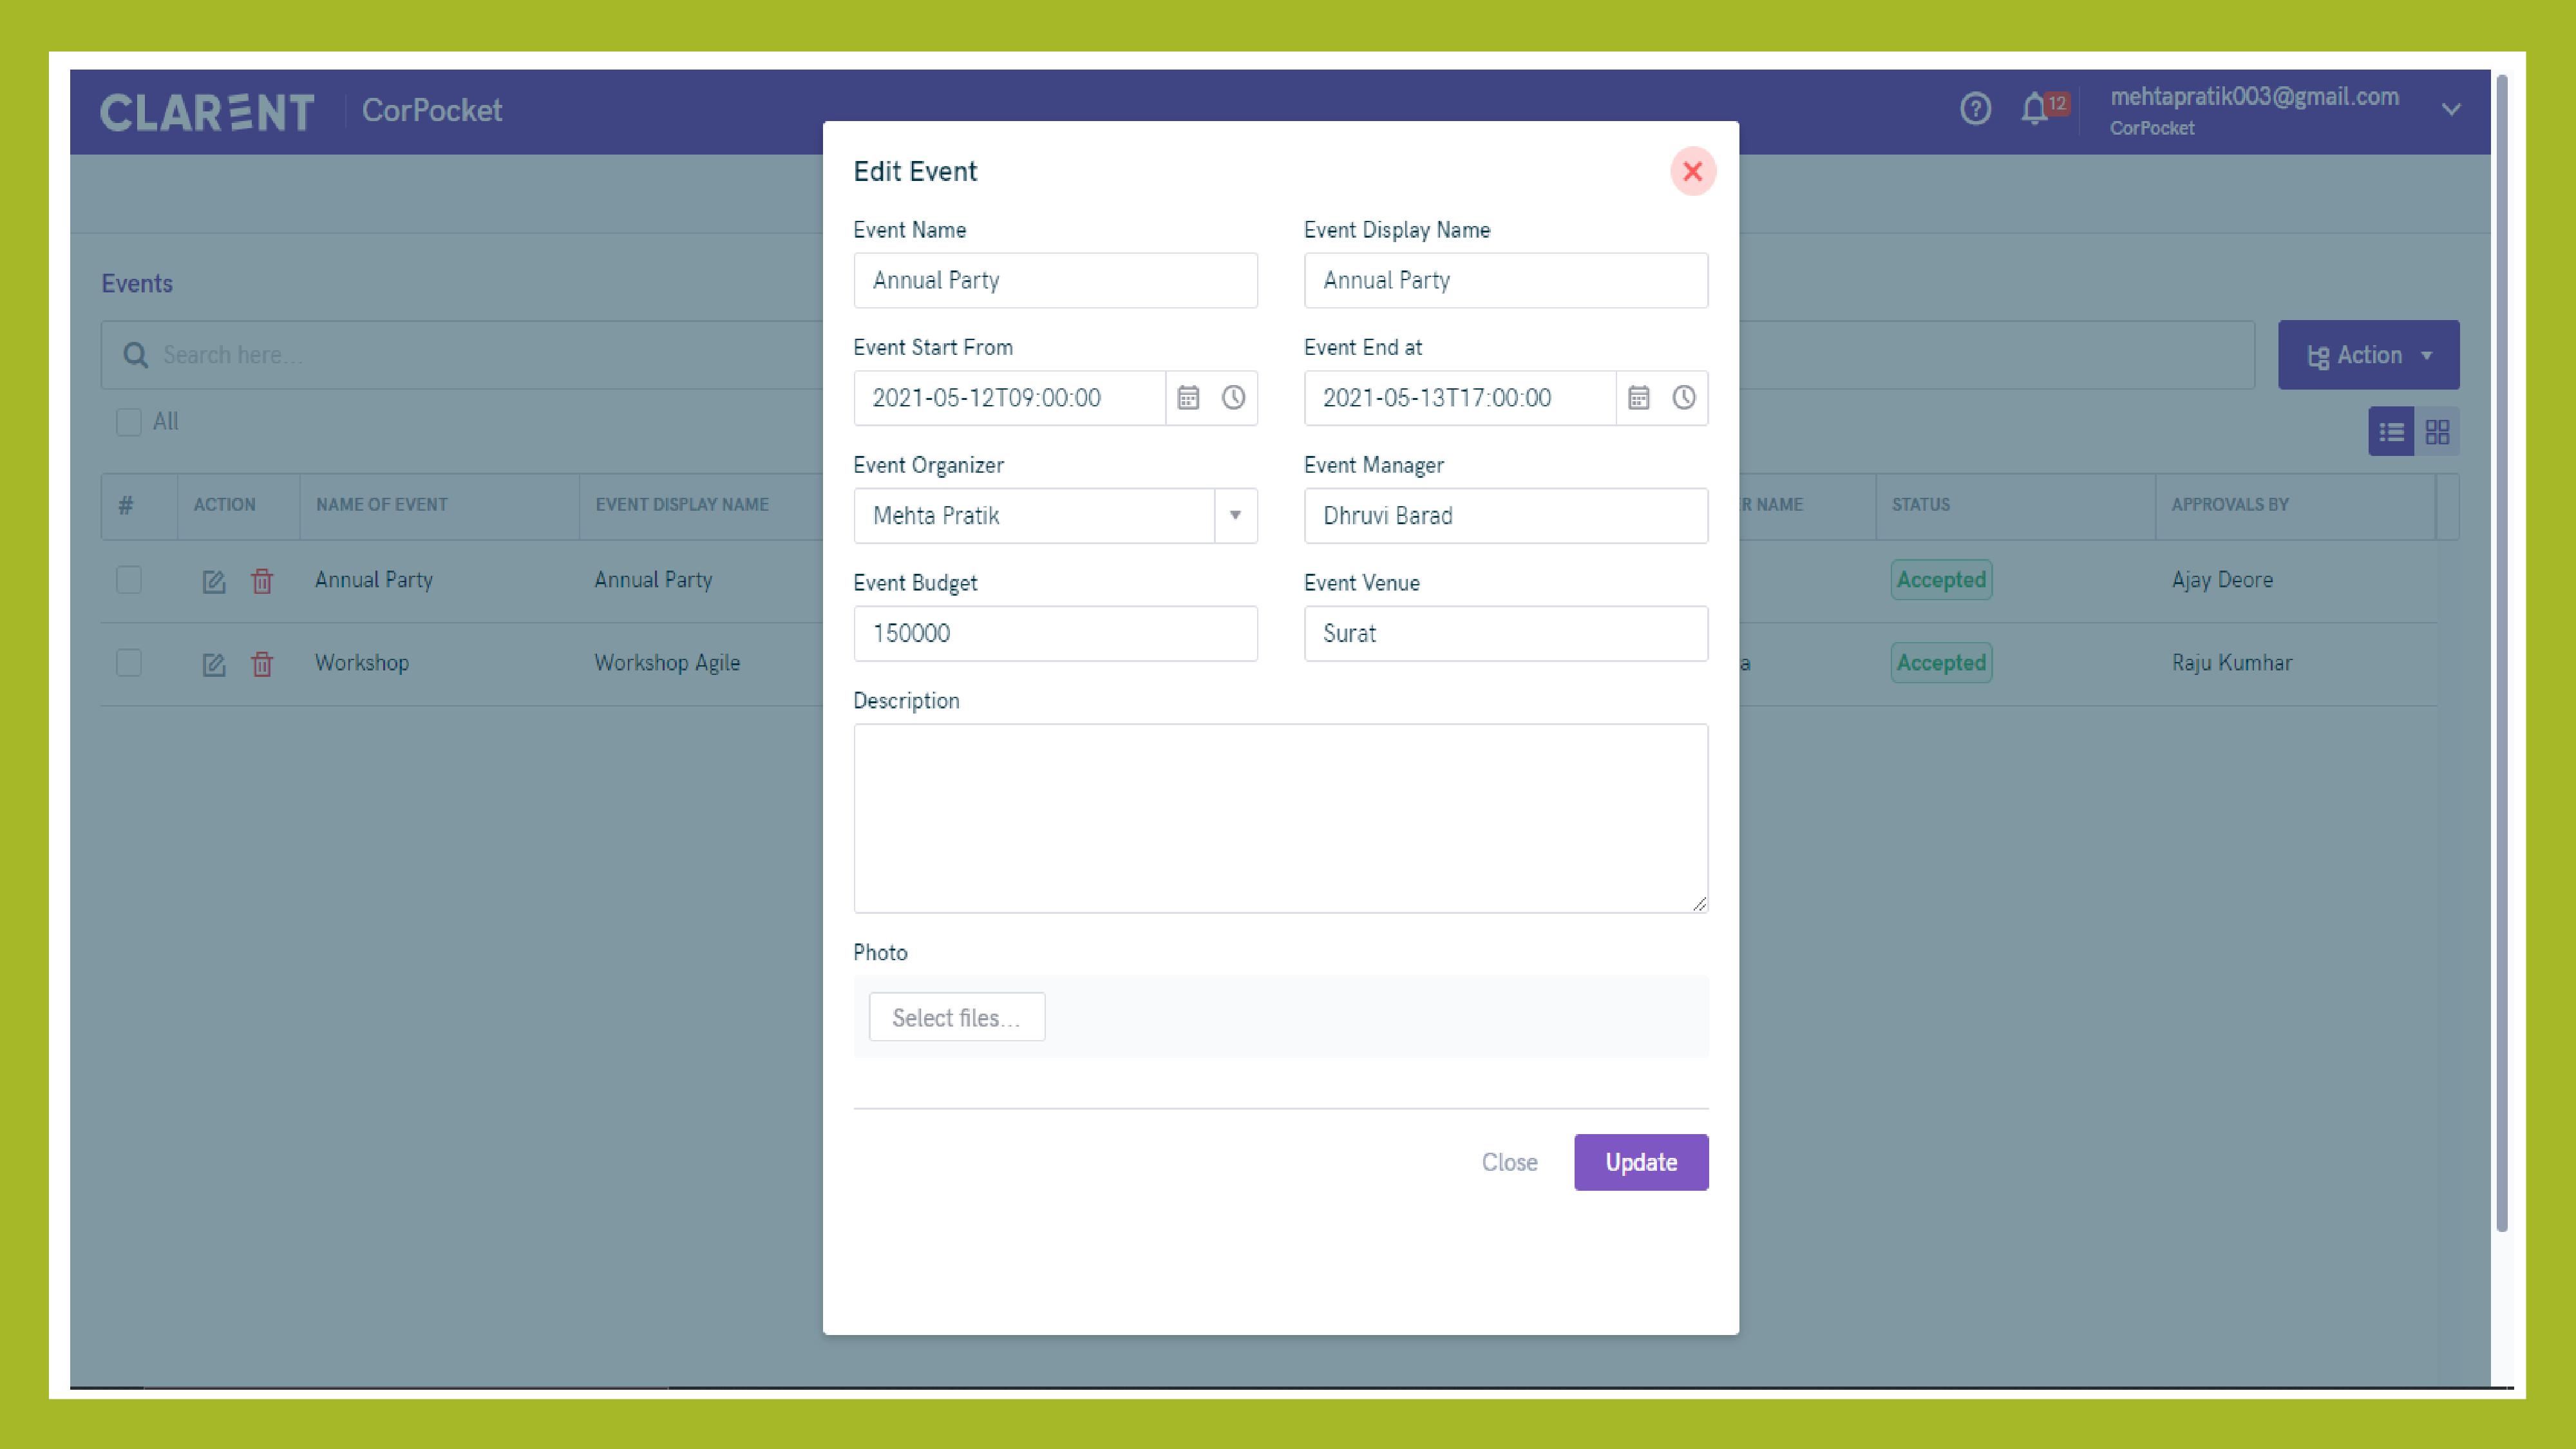 CLARENT CorPocket
12
mehtapratik003@gmail.com
CorPocket
Events
Search here...
Action
All
# ACTION NAME OF EVENT EVENT DISPLAY NAME NAME STATUS APPROVALS BY
Annual Party Annual Party Accepted Ajay Deore
Workshop Workshop Agile Accepted Raju Kumhar
Edit Event
Event Name Event Display Name
Annual Party Annual Party
Event Start From Event End at
2021-05-12T09:00:00 2021-05-13T17:00:00
Event Organizer Event Manager
Mehta Pratik Dhruvi Barad
Event Budget Event Venue
150000 Surat
Description
Photo
Select files...
Close Update